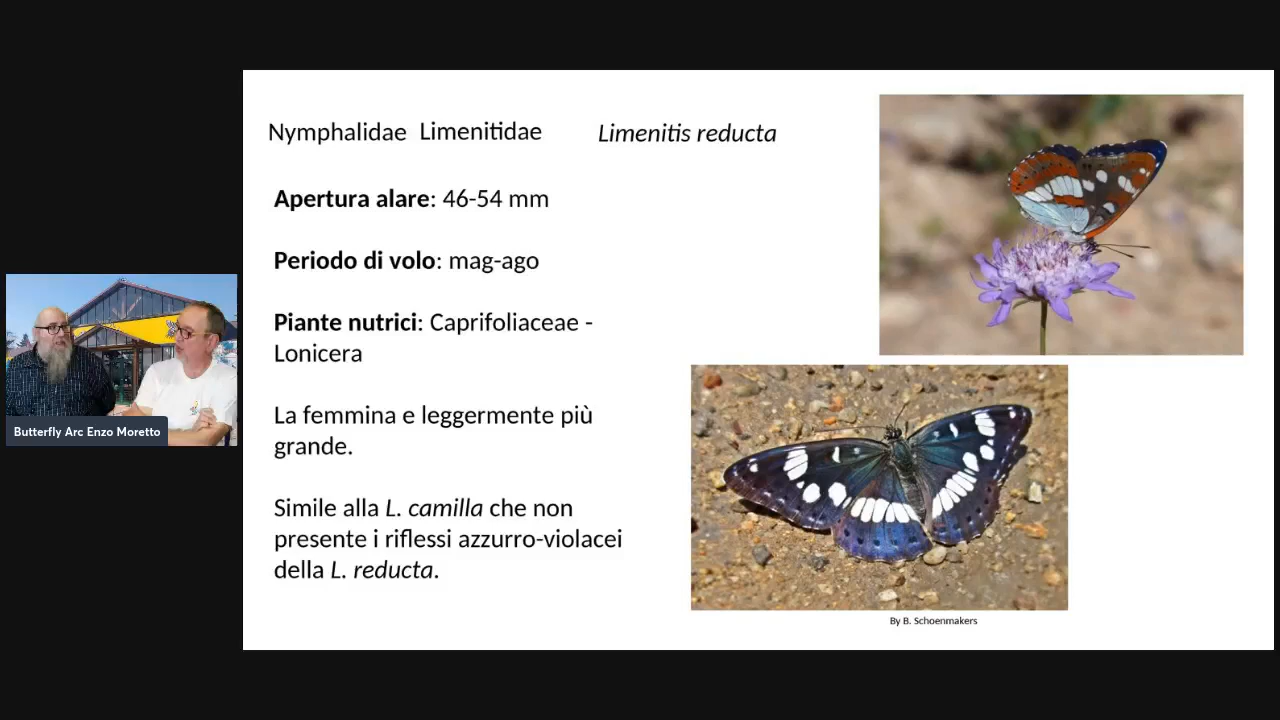 Nymphalidae Limenitidae Limenitis reducta
Apertura alare: 46-54 mm
Periodo di volo: mag-ago
Piante nutrici: Caprifoliaceae -
Lonicera
La femmina e leggermente più
grande.
Simile alla L. camilla che non
presente i riflessi azzurro-violacei
della L. reducta.
By B. Schoenmakers
Butterfly Arc Enzo Moretto